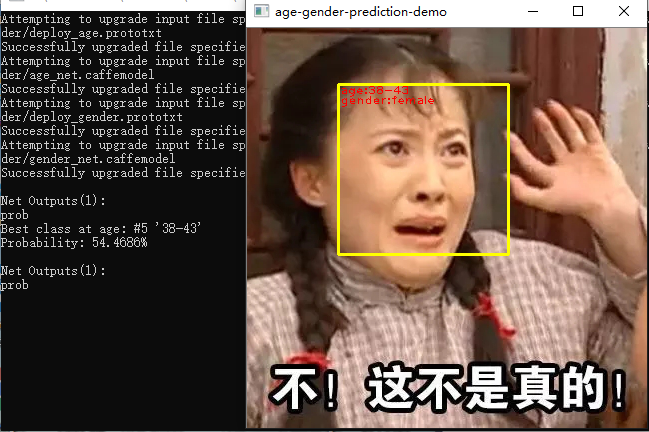 Attempting to upgrade input file sp
der/deploy_age.prototxt
Successfully upgraded file specifie
Attempting to upgrade input file sp
der/age_net.caffemodel
Successfully upgraded file specifie
Attempting to upgrade input file sp
der/deploy_gender.prototxt
Successfully upgraded file specifie
Attempting to upgrade input file sp
der/gender_net.caffemodel
Successfully upgraded file specifie
Net Outputs(1):
prob
Best class at age: #5 '38-43'
Probability: 54.4686%
Net Outputs(1):
prob
age-gender-prediction-demo
age:38-43
gender:female
不！这不是真的！